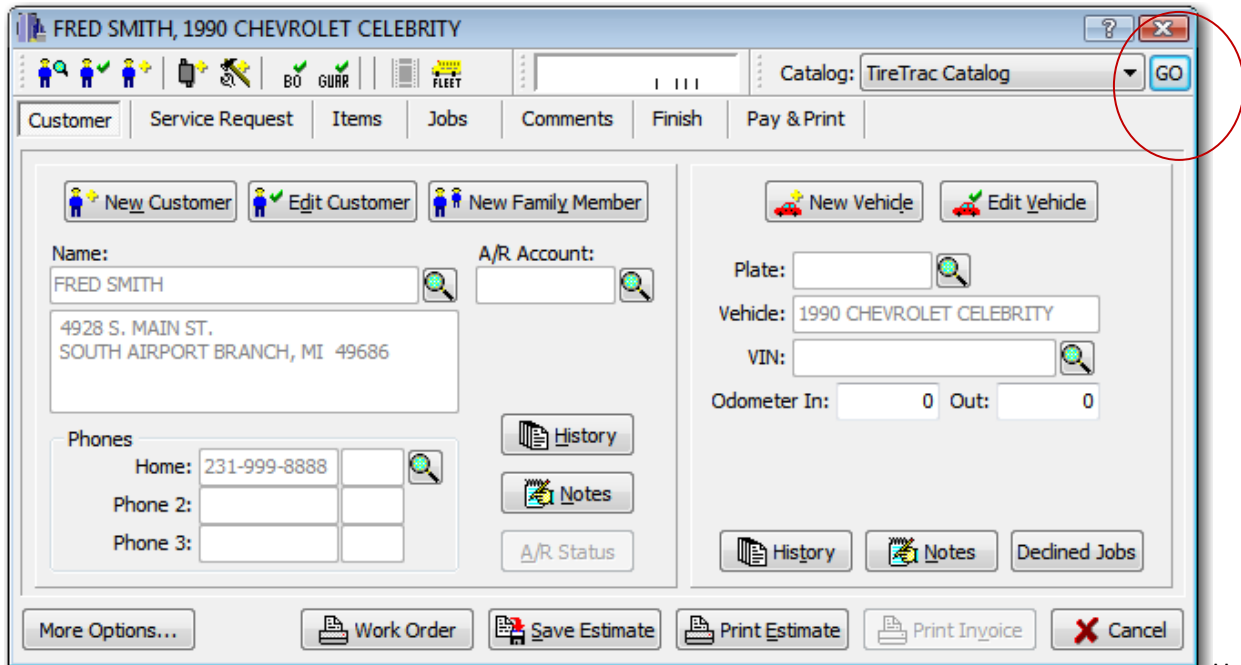 FRED SMITH, 1990 CHEVROLET CELEBRITY
?
BO GUAR FLEET Catalog: TireTrac Catalog GO
Customer Service Request Items Jobs Comments Finish Pay & Print
New Customer Edit Customer New Family Member New Vehicle Edit Vehicle
Name: A/R Account:
FRED SMITH Plate:
4928 S. MAIN ST. Vehicle: 1990 CHEVROLET CELEBRITY
SOUTH AIRPORT BRANCH, MI 49686 VIN:
Odometer In: 0 Out: 0
Phones History
Home: 231-999-8888
Phone 2: Notes
Phone 3: A/R Status History Notes Declined Jobs
More Options... Work Order Save Estimate Print Estimate Print Invoice Cancel